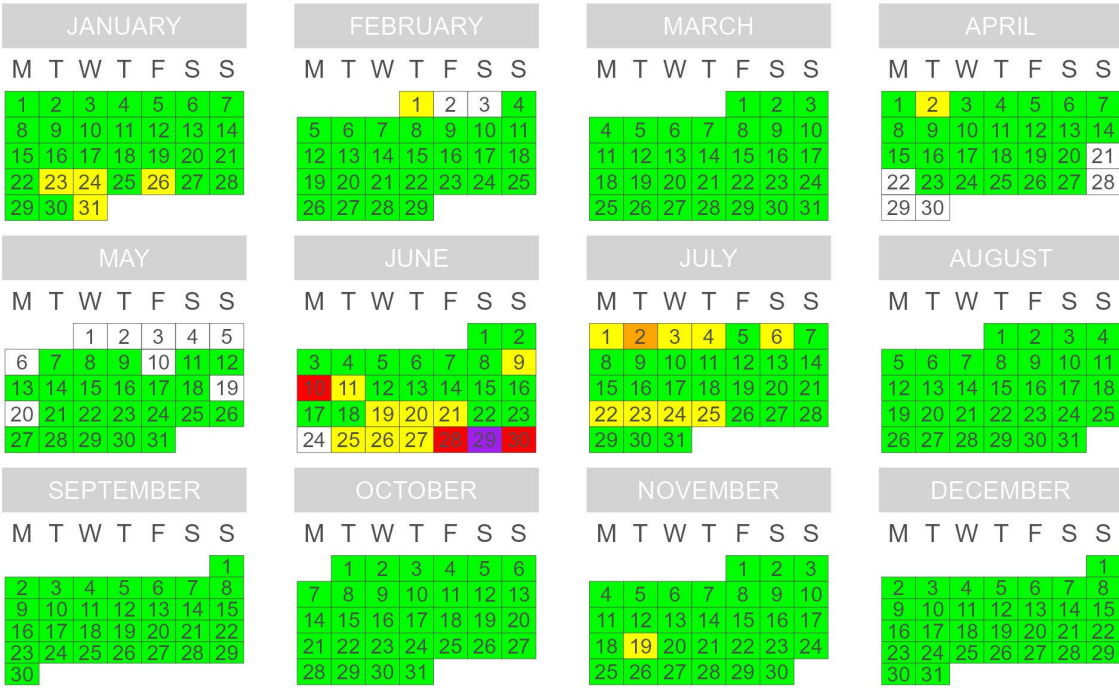 JANUARY
M T W T F S S
1 2 3 4 5 6 7
8 9 10 11 12 13 14
15 16 17 18 19 20 21
22 23 24 25 26 27 28
29 30 31
FEBRUARY
M T W T F S S
1 2 3 4
5 6 7 8 9 10 11
12 13 14 15 16 17 18
19 20 21 22 23 24 25
26 27 28 29
MARCH
M T W T F S S
1 2 3
4 5 6 7 8 9 10
11 12 13 14 15 16 17
18 19 20 21 22 23 24
25 26 27 28 29 30 31
APRIL
M T W T F S S
1 2 3 4 5 6 7
8 9 10 11 12 13 14
15 16 17 18 19 20 21
22 23 24 25 26 27 28
29 30
MAY
M T W T F S S
1 2 3 4 5
6 7 8 9 10 11 12
13 14 15 16 17 18 19
20 21 22 23 24 25 26
27 28 29 30 31
JUNE
M T W T F S S
1 2
3 4 5 6 7 8 9
10 11 12 13 14 15 16
17 18 19 20 21 22 23
24 25 26 27 28 29 30
JULY
M T W T F S S
1 2 3 4 5 6 7
8 9 10 11 12 13 14
15 16 17 18 19 20 21
22 23 24 25 26 27 28
29 30 31
AUGUST
M T W T F S S
1 2 3 4
5 6 7 8 9 10 11
12 13 14 15 16 17 18
19 20 21 22 23 24 25
26 27 28 29 30 31
SEPTEMBER
M T W T F S S
1
2 3 4 5 6 7 8
9 10 11 12 13 14 15
16 17 18 19 20 21 22
23 24 25 26 27 28 29
30
OCTOBER
M T W T F S S
1 2 3 4 5 6
7 8 9 10 11 12 13
14 15 16 17 18 19 20
21 22 23 24 25 26 27
28 29 30 31
NOVEMBER
M T W T F S S
1 2 3
4 5 6 7 8 9 10
11 12 13 14 15 16 17
18 19 20 21 22 23 24
25 26 27 28 29 30
DECEMBER
M T W T F S S
1
2 3 4 5 6 7 8
9 10 11 12 13 14 15
16 17 18 19 20 21 22
23 24 25 26 27 28 29
30 31